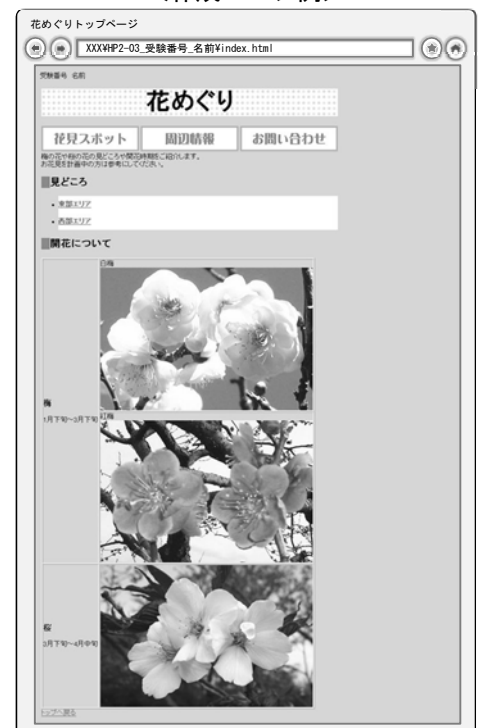 花めぐりトップページ
XXX¥HP2-03_受験番号_名前¥index.html
受験番号 名前
花めぐり
花見スポット 周辺情報 お問い合わせ
梅の花や桜の花の見どころや開花時期をご紹介します。
お花見を計画中の方は参考にしてください。
見どころ
・東部エリア
・西部エリア
開花について
白梅
梅
1月下旬~3月下旬
紅梅
桜
3月下旬~4月中旬
トップへ戻る